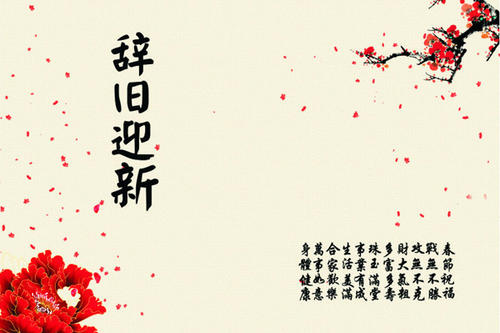 辞旧迎新
春節祝福
戰無不勝
攻無不克
財大氣粗
多富多壽
珠玉滿堂
事業有成
生活美滿
合家歡樂
萬事如意
身體健康